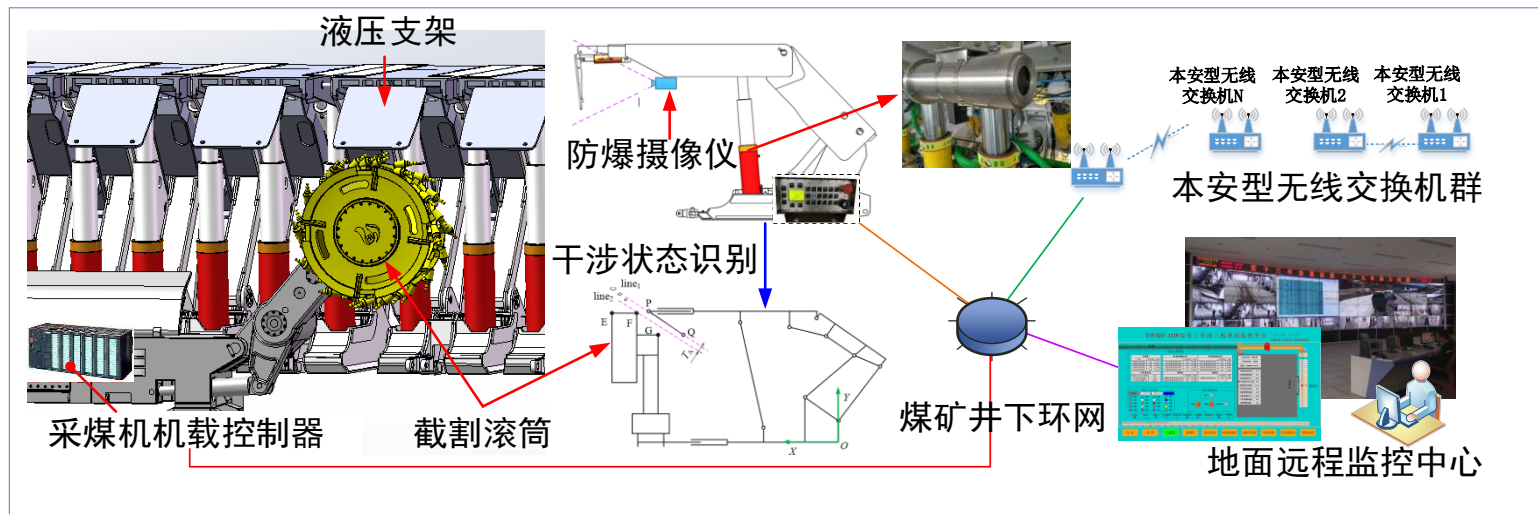 液压支架
防爆摄像仪
本安型无线
交换机N
本安型无线
交换机2
本安型无线
交换机1
本安型无线交换机群
干涉状态识别
line₁
line₂
P
E
F
G
Q
T
Y
X
O
采煤机机载控制器
截割滚筒
煤矿井下环网
地面远程监控中心